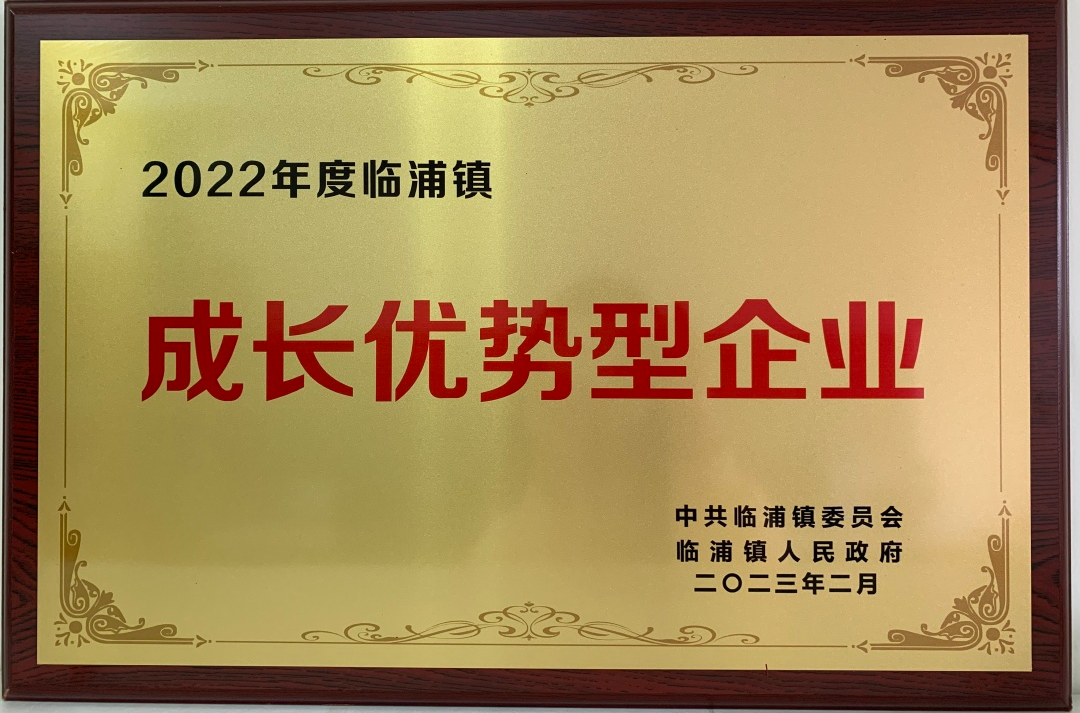 2022年度临浦镇
成长优势型企业
中共临浦镇委员会
临浦镇人民政府
二〇二三年二月